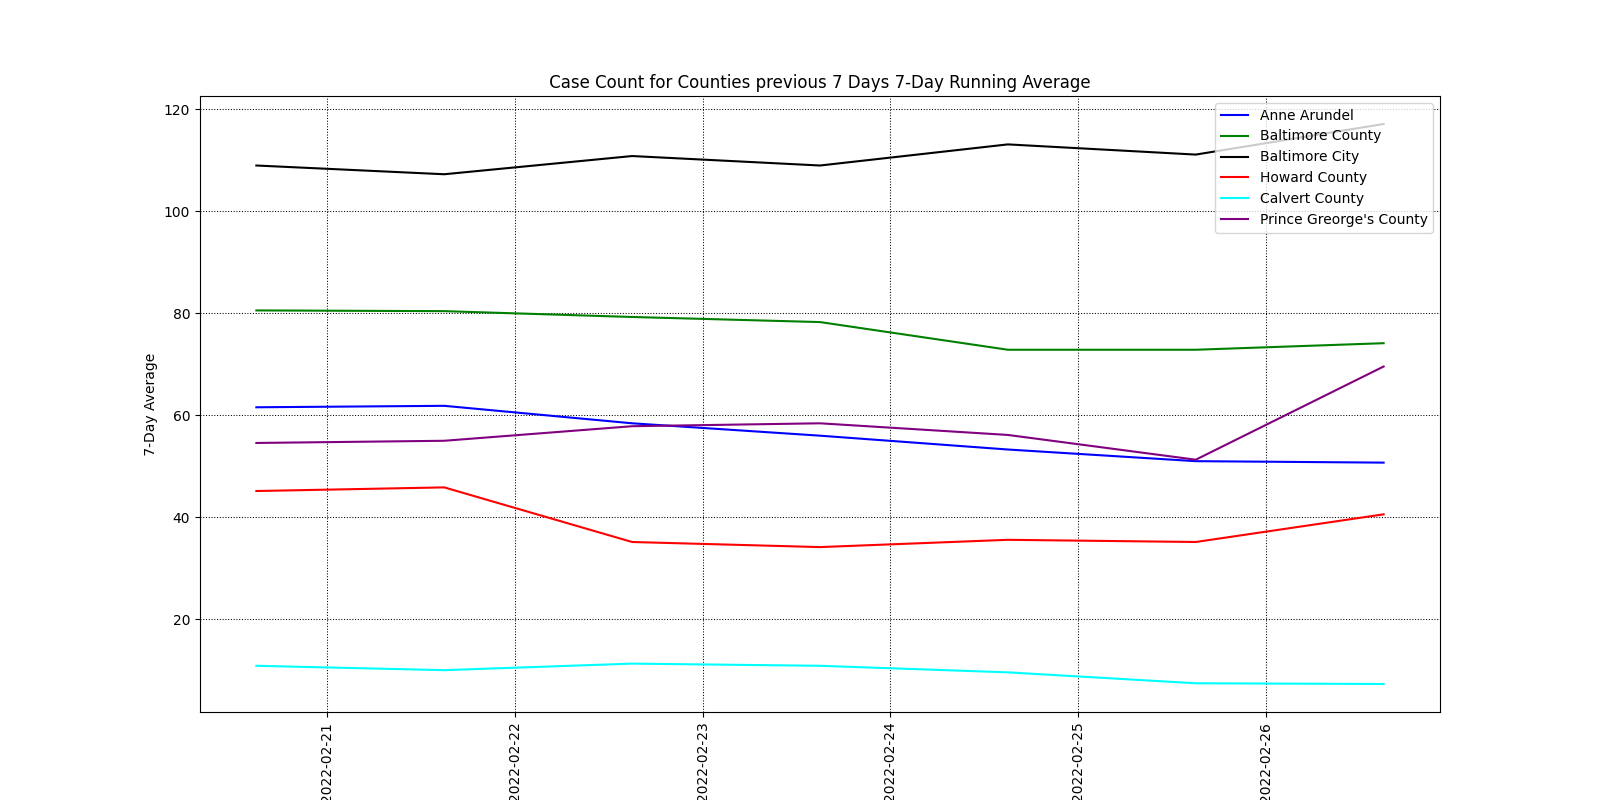 Case Count for Counties previous 7 Days 7-Day Running Average
120
100
80
60
40
20
7-Day Average
Anne Arundel
Baltimore County
Baltimore City
Howard County
Calvert County
Prince Greorge's County
2022-02-21
2022-02-22
2022-02-23
2022-02-24
2022-02-25
2022-02-26